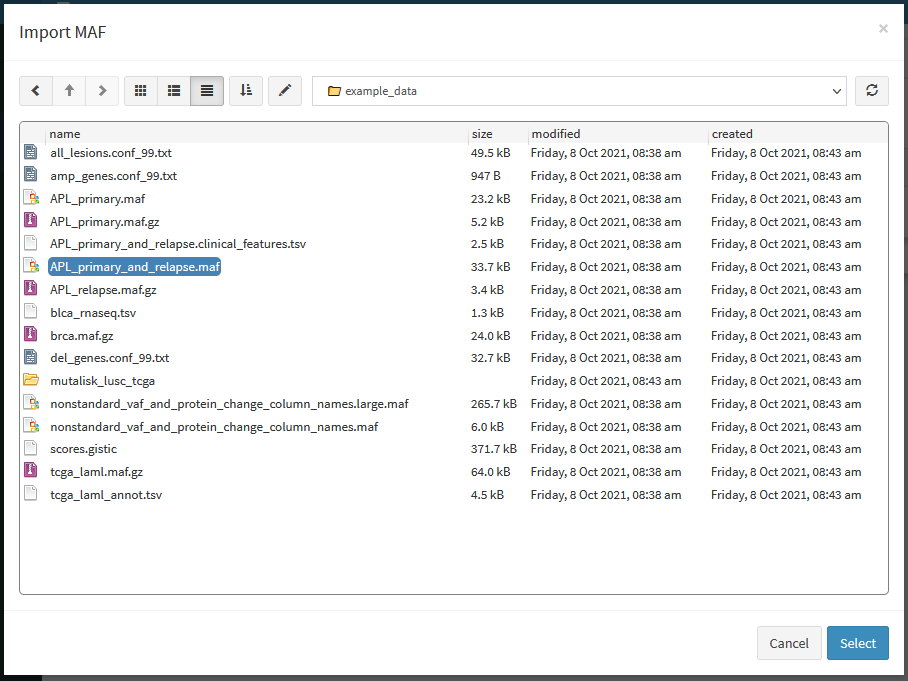 Import MAF
×
example_data
name size modified created
all_lesions.conf_99.txt 49.5 kB Friday, 8 Oct 2021, 08:38 am Friday, 8 Oct 2021, 08:43 am
amp_genes.conf_99.txt 947 B Friday, 8 Oct 2021, 08:38 am Friday, 8 Oct 2021, 08:43 am
APL_primary.maf 23.2 kB Friday, 8 Oct 2021, 08:38 am Friday, 8 Oct 2021, 08:43 am
APL_primary.maf.gz 5.2 kB Friday, 8 Oct 2021, 08:38 am Friday, 8 Oct 2021, 08:43 am
APL_primary_and_relapse.clinical_features.tsv 2.5 kB Friday, 8 Oct 2021, 08:38 am Friday, 8 Oct 2021, 08:43 am
APL_primary_and_relapse.maf 33.7 kB Friday, 8 Oct 2021, 08:38 am Friday, 8 Oct 2021, 08:43 am
APL_relapse.maf.gz 3.4 kB Friday, 8 Oct 2021, 08:38 am Friday, 8 Oct 2021, 08:43 am
blca_rnaseq.tsv 1.3 kB Friday, 8 Oct 2021, 08:38 am Friday, 8 Oct 2021, 08:43 am
brca.maf.gz 24.0 kB Friday, 8 Oct 2021, 08:38 am Friday, 8 Oct 2021, 08:43 am
del_genes.conf_99.txt 32.7 kB Friday, 8 Oct 2021, 08:38 am Friday, 8 Oct 2021, 08:43 am
mutalisk_lusc_tcga Friday, 8 Oct 2021, 08:43 am Friday, 8 Oct 2021, 08:43 am
nonstandard_vaf_and_protein_change_column_names.large.maf 265.7 kB Friday, 8 Oct 2021, 08:38 am Friday, 8 Oct 2021, 08:43 am
nonstandard_vaf_and_protein_change_column_names.maf 6.0 kB Friday, 8 Oct 2021, 08:38 am Friday, 8 Oct 2021, 08:43 am
scores.gistic 371.7 kB Friday, 8 Oct 2021, 08:38 am Friday, 8 Oct 2021, 08:43 am
tcga_laml.maf.gz 64.0 kB Friday, 8 Oct 2021, 08:38 am Friday, 8 Oct 2021, 08:43 am
tcga_laml_annot.tsv 4.5 kB Friday, 8 Oct 2021, 08:38 am Friday, 8 Oct 2021, 08:43 am
Cancel Select